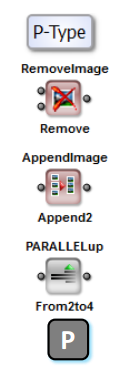 P-Type
RemoveImage
Remove
AppendImage
Append2
PARALLELup
From2to4
P